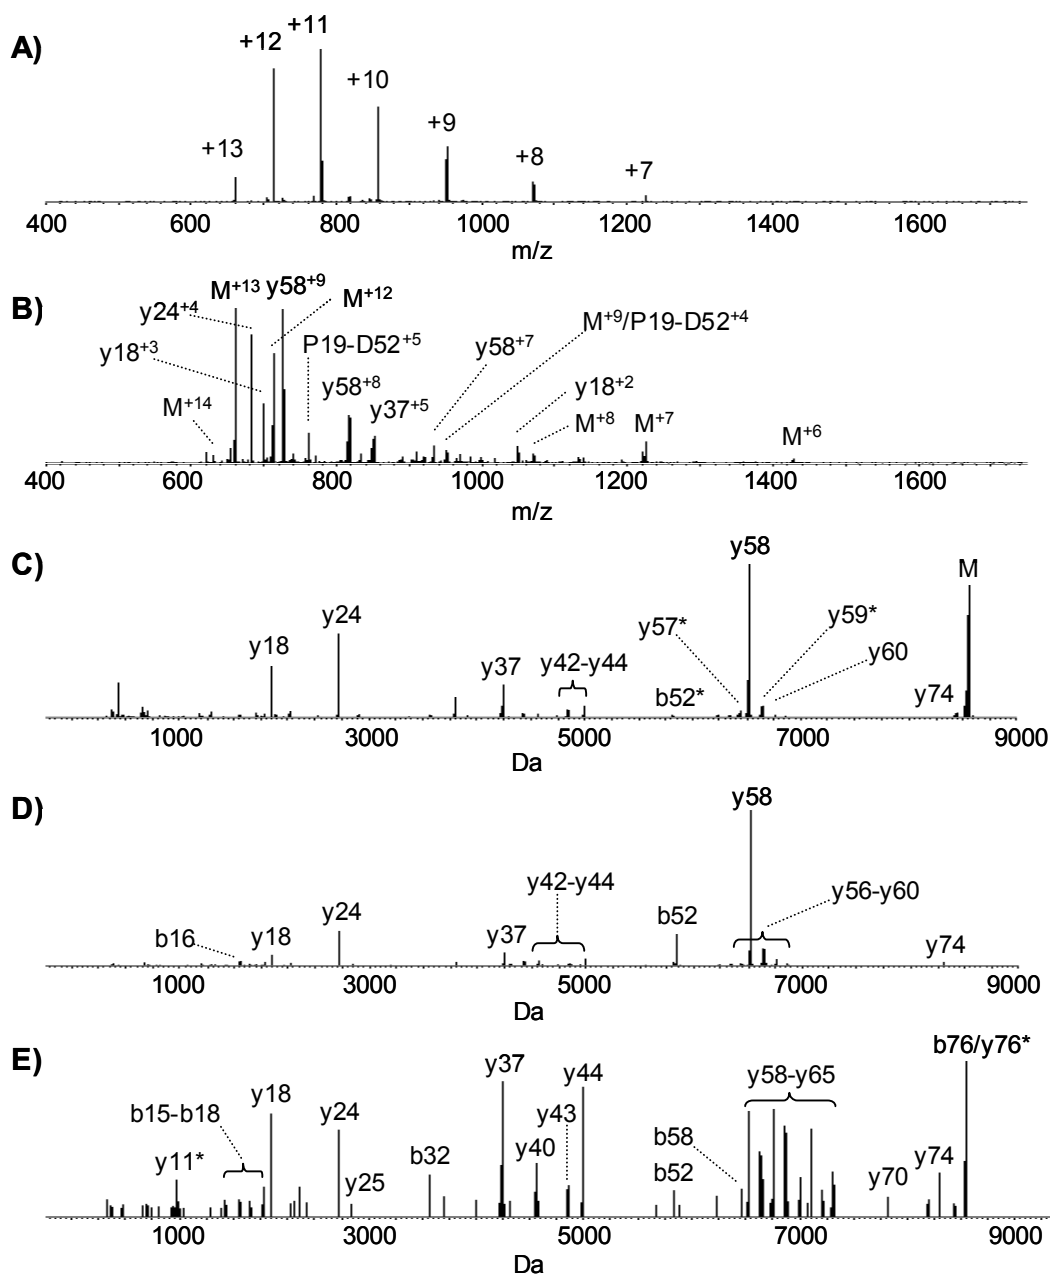 A)
+13
+12
+11
+10
+9
+8
+7
400 600 800 1000 1200 1400 1600
m/z
B)
M+14
y18+3
y24+4
M+13
y58+9
M+12
P19-D52+5
y58+8
y37+5
y58+7
M+9/P19-D52+4
y18+2
M+8
M+7
M+6
400 600 800 1000 1200 1400 1600
m/z
C)
y18
y24
y37
y42-y44
b52*
y57*
y58
y59*
y60
y74
M
1000 3000 5000 7000 9000
Da
D)
b16
y18
y24
y37
y42-y44
b52
y58
y56-y60
y74
1000 3000 5000 7000 9000
Da
E)
y11*
b15-b18
y18
y24
y25
b32
y37
y40
y43
y44
b52
b58
y58-y65
y70
y74
b76/y76*
1000 3000 5000 7000 9000
Da